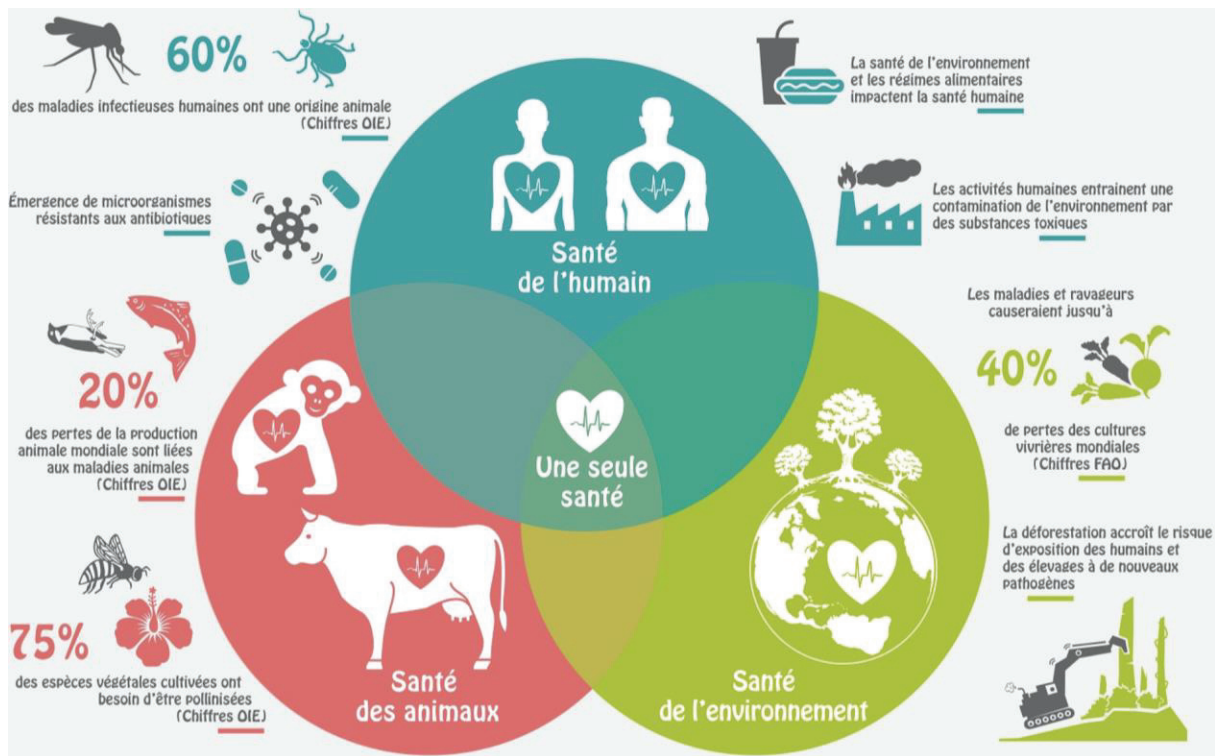 60%
des maladies infectieuses humaines ont une origine animale
(Chiffres OIE)
Émergence de microorganismes
résistants aux antibiotiques
20%
des pertes de la production
animale mondiale sont liées
aux maladies animales
(Chiffres OIE)
75%
des espèces végétales cultivées ont
besoin d'être pollinisées
(Chiffres OIE)
Santé
de l'humain
Une seule
santé
Santé
des animaux
Santé
de l'environnement
La santé de l'environnement
et les régimes alimentaires
impactent la santé humaine
Les activités humaines entrainent une
contamination de l'environnement par
des substances toxiques
Les maladies et ravageurs
causeraient jusqu'à
40%
de pertes des cultures
vivrières mondiales
(Chiffres FAO)
La déforestation accroît le risque
d'exposition des humains et
des élevages à de nouveaux
pathogènes